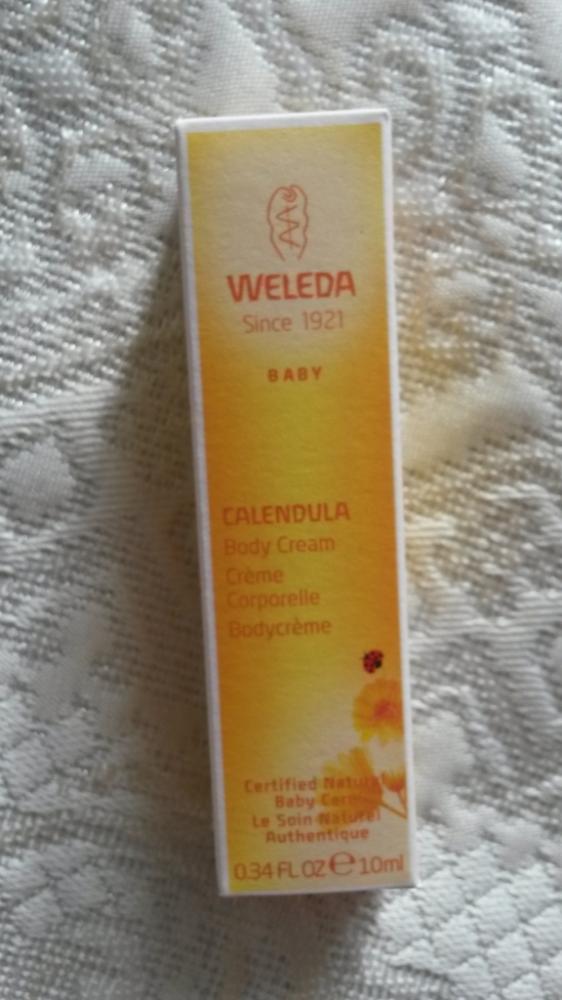 WELEDA
Since 1921
BABY
CALENDULA
Body Cream
Crème
Corporelle
Bodycrème
Certified Natural
Baby
Le Soin Naturel
Authentique
0.34 FL OZ ℮ 10ml